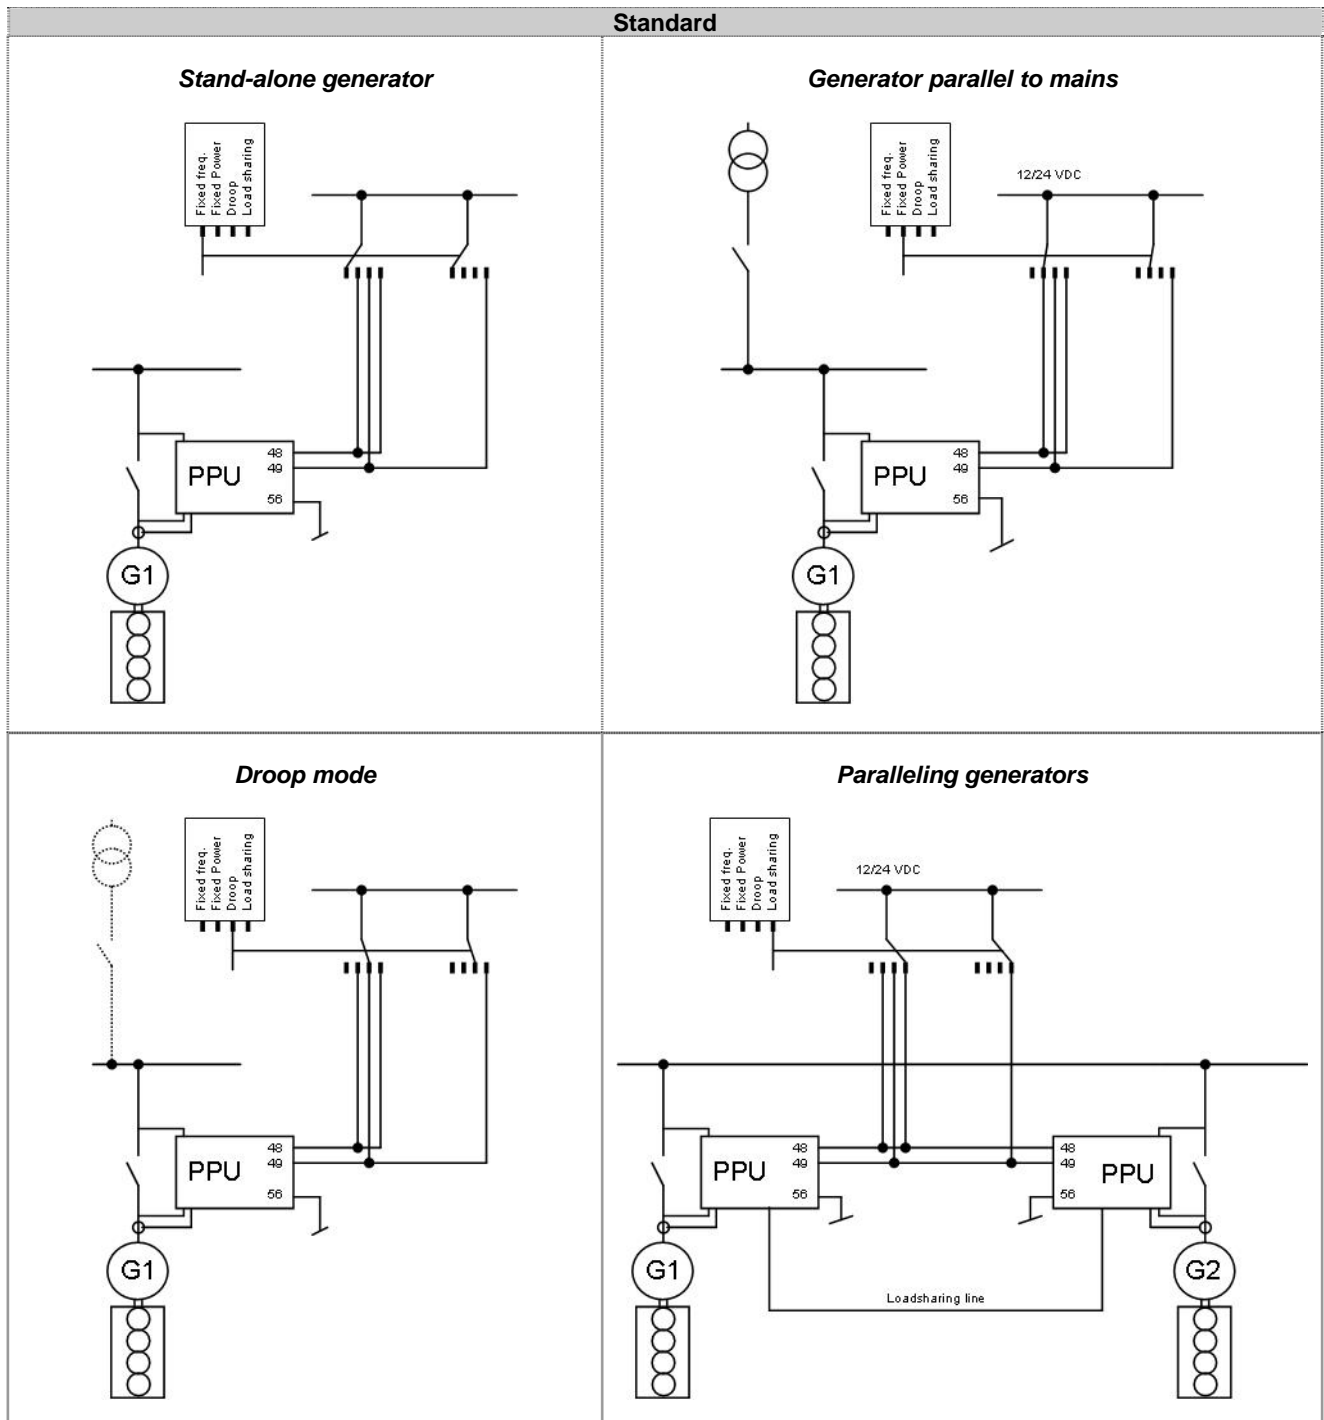 Standard
Stand-alone generator
Fixed freq.
Fixed Power
Droop
Load sharing
PPU
48
49
56
G1
Generator parallel to mains
Fixed freq.
Fixed Power
Droop
Load sharing
12/24 VDC
PPU
48
49
56
G1
Droop mode
Fixed freq.
Fixed Power
Droop
Load sharing
PPU
48
49
56
G1
Paralleling generators
Fixed freq.
Fixed Power
Droop
Load sharing
12/24 VDC
PPU
48
49
56
48
49
56
PPU
G1
G2
Loadsharing line